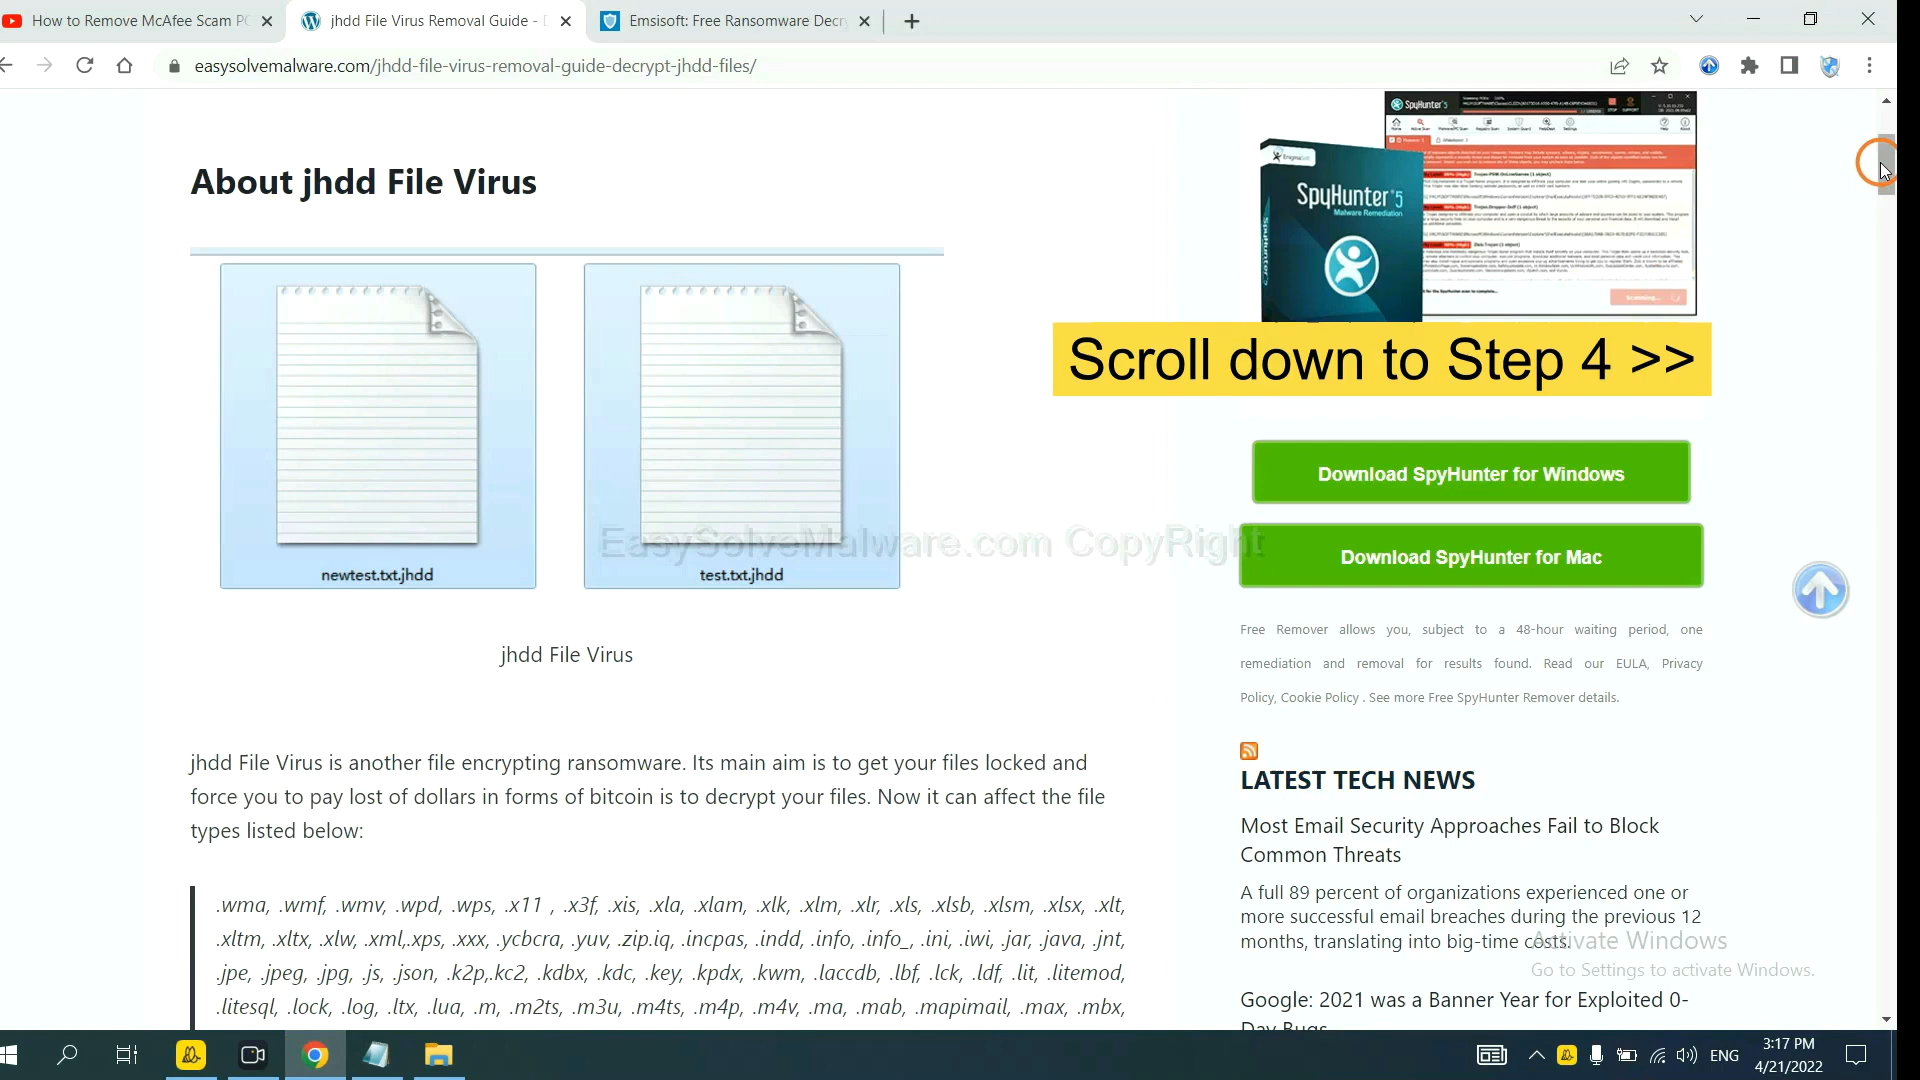 How to Remove McAfee Scam PO
jhdd File Virus Removal Guide - D
Emsisoft: Free Ransomware Decry
easysolvemalware.com/jhdd-file-virus-removal-guide-decrypt-jhdd-files/
About jhdd File Virus
newtest.txt.jhdd
test.txt.jhdd
jhdd File Virus
jhdd File Virus is another file encrypting ransomware. Its main aim is to get your files locked and
force you to pay lost of dollars in forms of bitcoin is to decrypt your files. Now it can affect the file
types listed below:
.wma, .wmf, .wmv, .wpd, .wps, .x11 , .x3f, .xis, .xla, .xlam, .xlk, .xlm, .xlr, .xls, .xlsb, .xlsm, .xlsx, .xlt,
.xltm, .xltx, .xlw, .xml,.xps, .xxx, .ycbcra, .yuv, .zip.iq, .incpas, .indd, .info, .info_, .ini, .iwi, .jar, .java, .jnt,
.jpe, .jpeg, .jpg, .js, .json, .k2p,.kc2, .kdbx, .kdc, .key, .kpdx, .kwm, .laccdb, .lbf, .lck, .ldf, .lit, .litemod,
.litesql, .lock, .log, .ltx, .lua, .m, .m2ts, .m3u, .m4ts, .m4p, .m4v, .ma, .mab, .mapimail, .max, .mbx,
EasySolveMalware.com CopyRight
SpyHunter 5
EnigmaSoft
SpyHunter 5
Malware Remediation
Scanning...
Scroll down to Step 4 >>
Download SpyHunter for Windows
Download SpyHunter for Mac
Free Remover allows you, subject to a 48-hour waiting period, one
remediation and removal for results found. Read our EULA, Privacy
Policy, Cookie Policy . See more Free SpyHunter Remover details.
LATEST TECH NEWS
Most Email Security Approaches Fail to Block
Common Threats
A full 89 percent of organizations experienced one or
more successful email breaches during the previous 12
months, translating into big-time costs.
Google: 2021 was a Banner Year for Exploited 0-
Day Bugs
Activate Windows
Go to Settings to activate Windows.
ENG
3:17 PM
4/21/2022